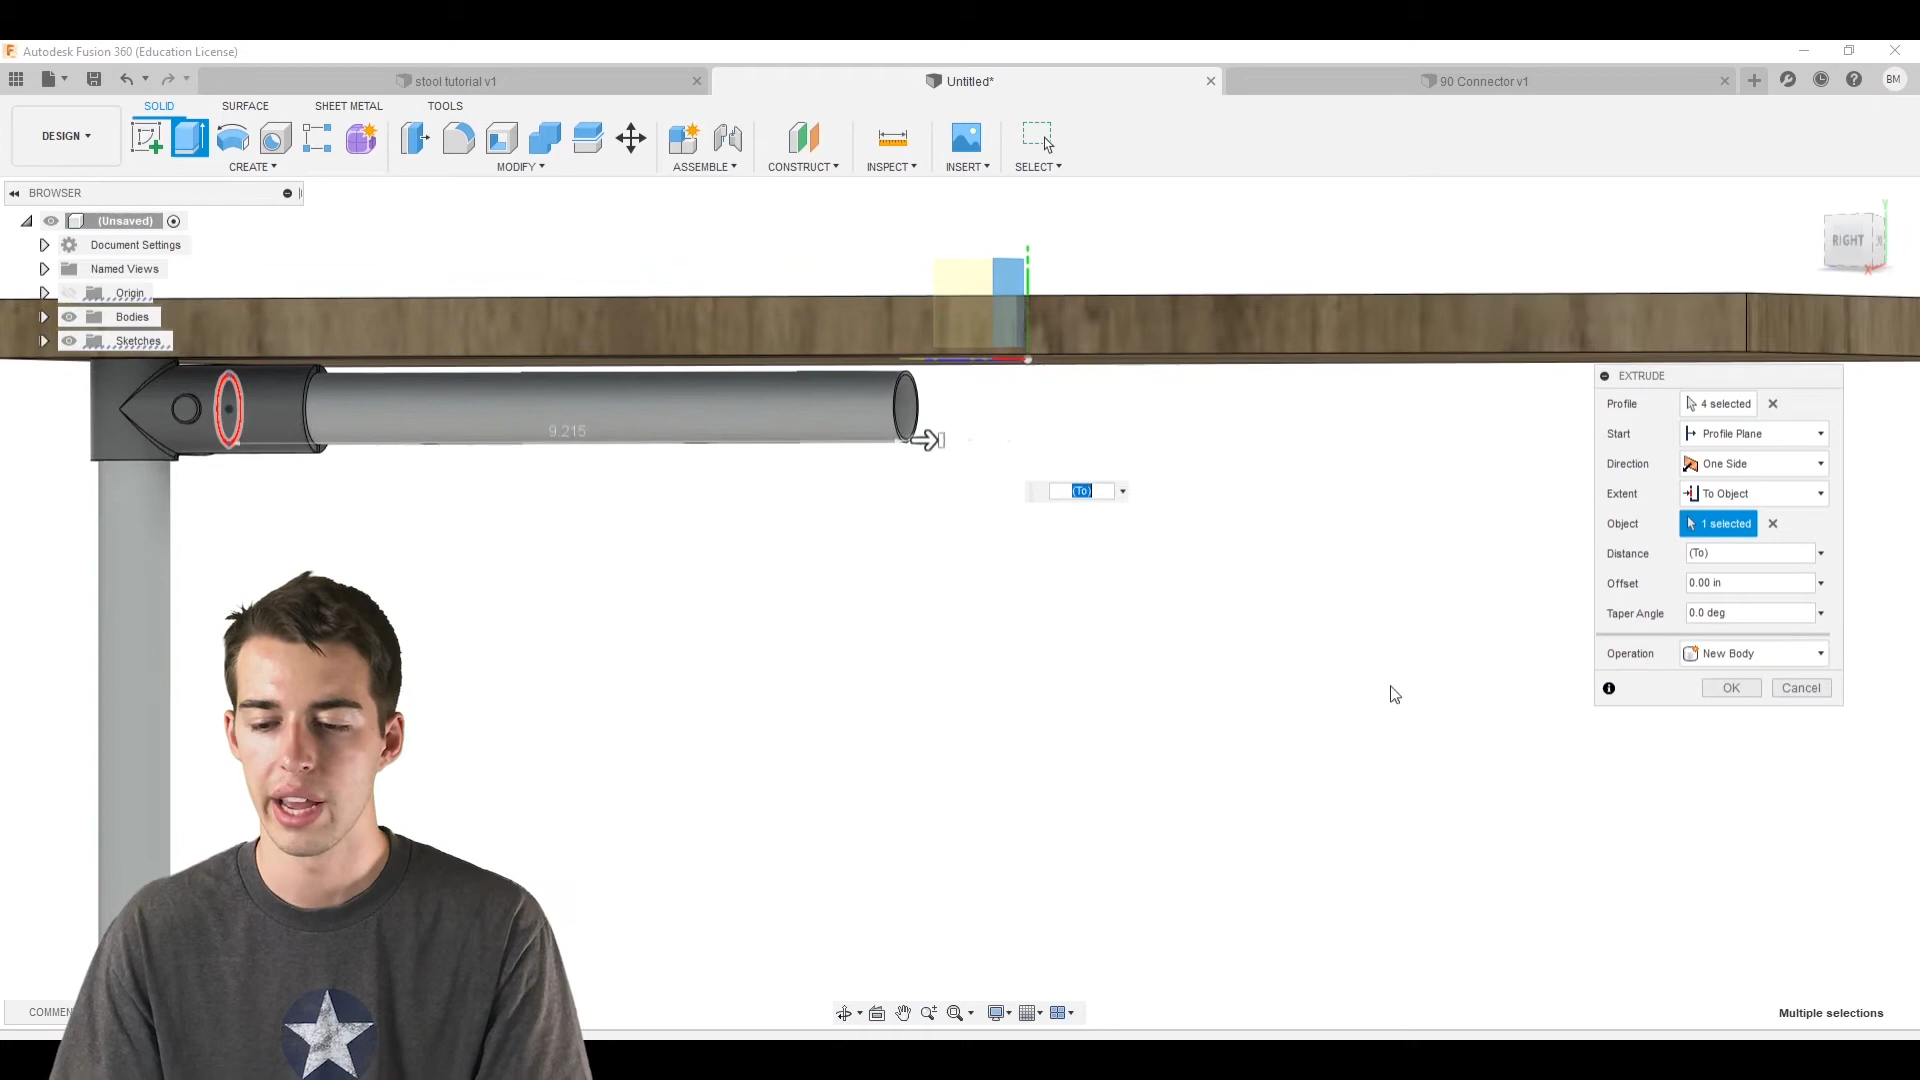 Autodesk Fusion 360 (Education License)
stool tutorial v1
Untitled*
90 Connector v1
BM
SOLID
SURFACE
SHEET METAL
TOOLS
DESIGN
CREATE
MODIFY
ASSEMBLE
CONSTRUCT
INSPECT
INSERT
SELECT
BROWSER
(Unsaved)
Document Settings
Named Views
Origin
Bodies
Sketches
RIGHT
9.215
(To)
EXTRUDE
Profile 4 selected
Start Profile Plane
Direction One Side
Extent To Object
Object 1 selected
Distance (To)
Offset 0.00 in
Taper Angle 0.0 deg
Operation New Body
OK Cancel
COMMEN
Multiple selections